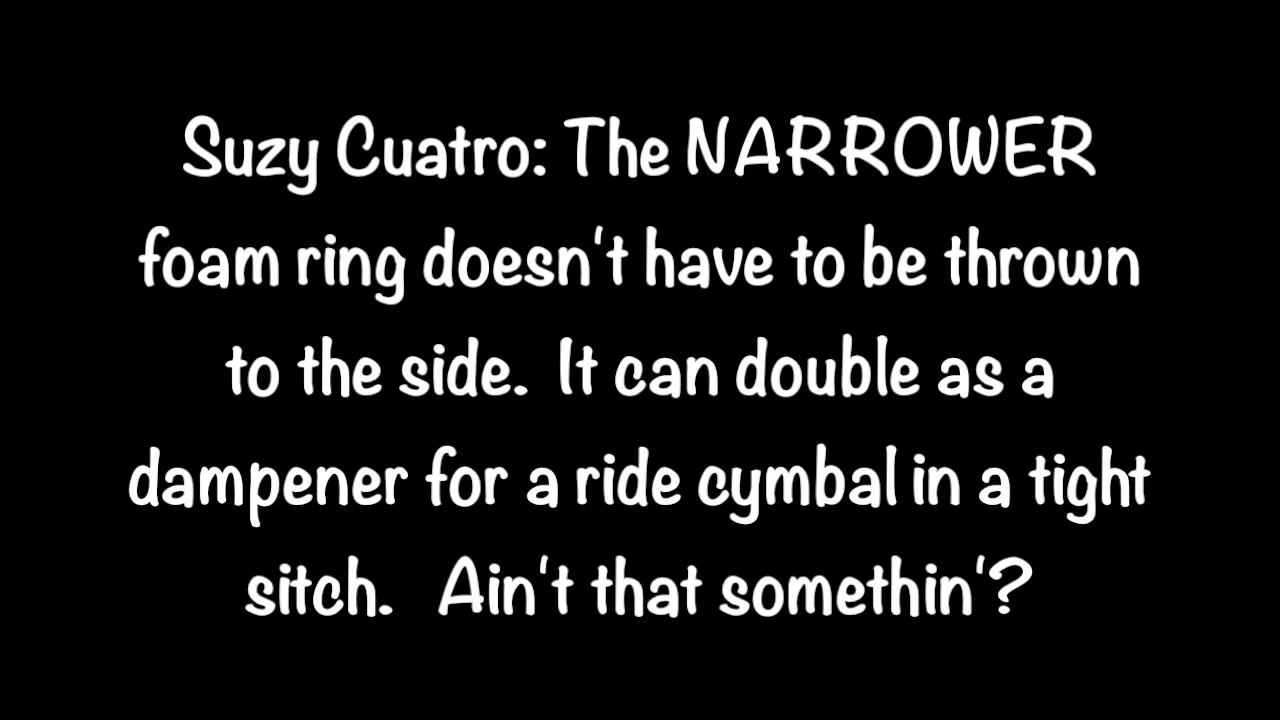 Suzy Cuatro: The NARROWER
foam ring doesn't have to be thrown
to the side.  It can double as a
dampener for a ride cymbal in a tight
sitch.   Ain't that somethin'?